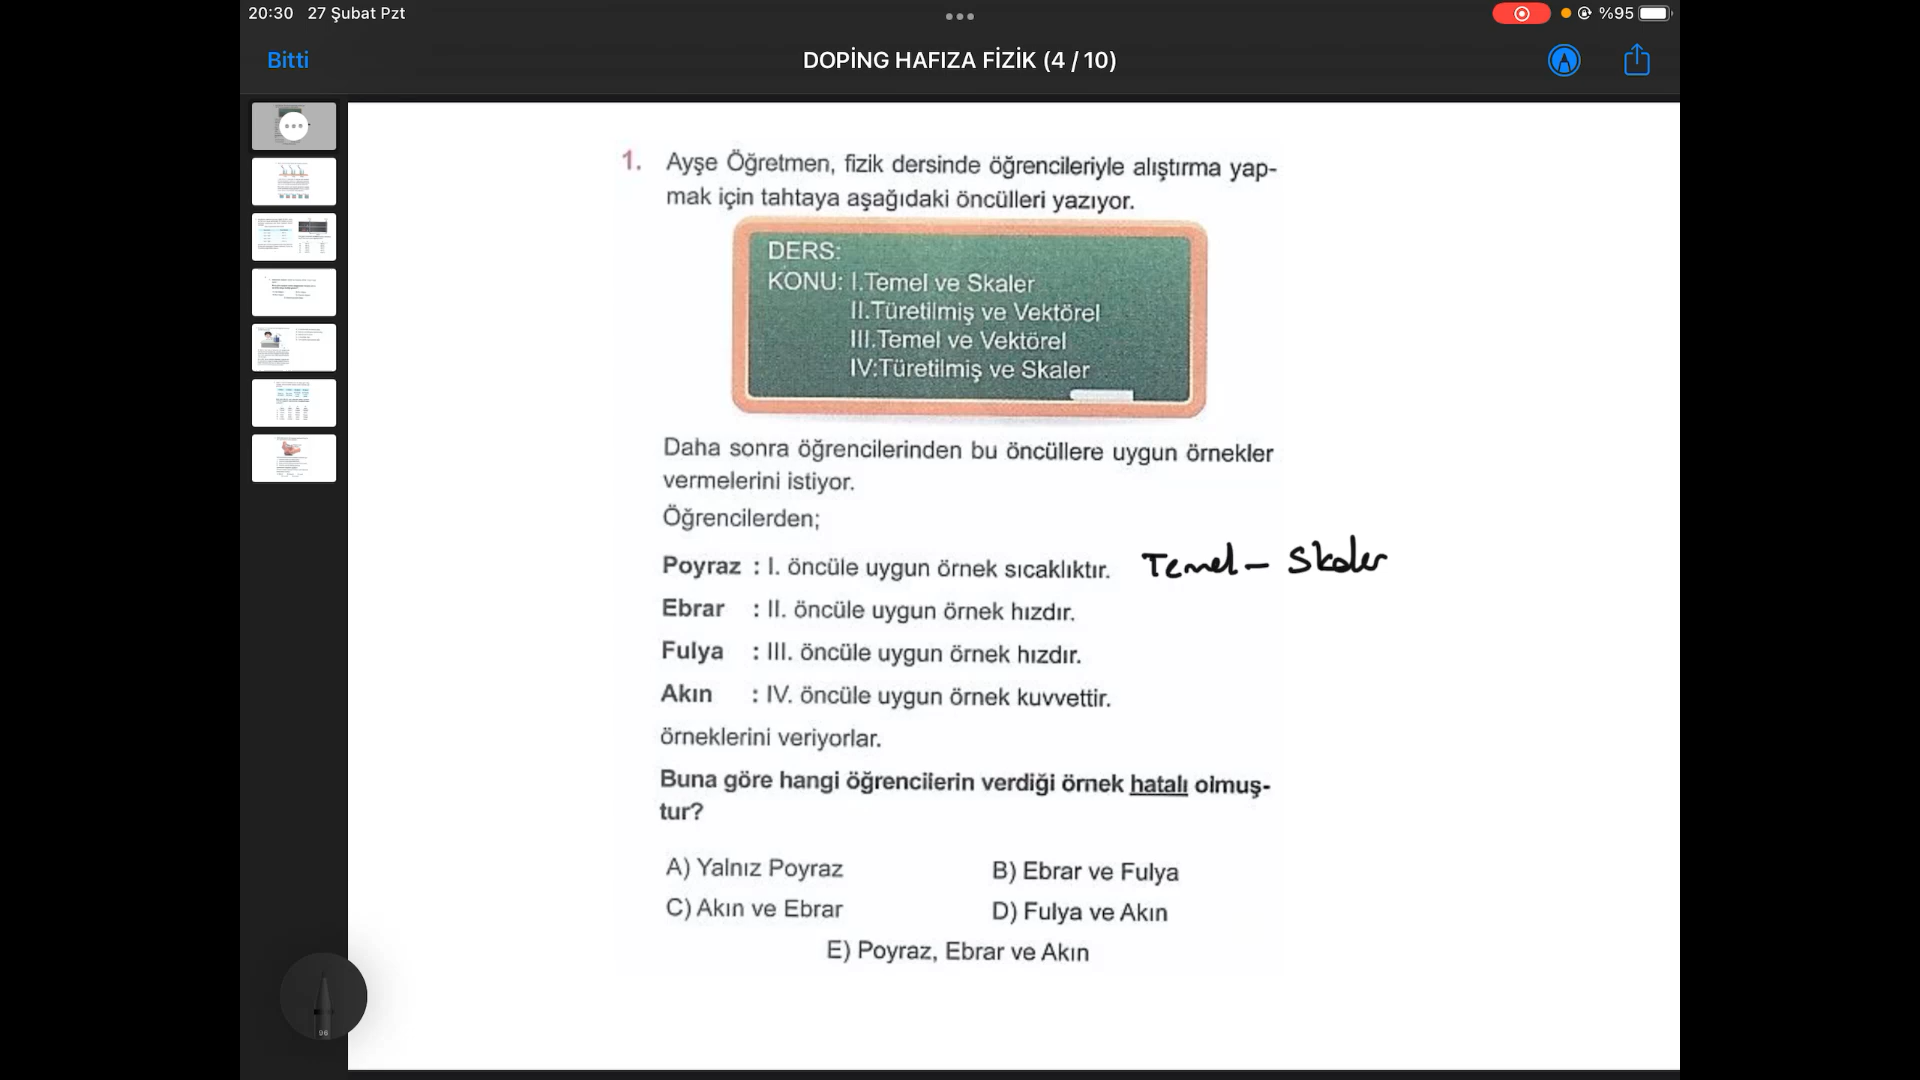 20:30 27 Şubat Pzt
%95
Bitti
DOPİNG HAFIZA FİZİK (4 / 10)
1. Ayşe Öğretmen, fizik dersinde öğrencileriyle alıştırma yap-
mak için tahtaya aşağıdaki öncülleri yazıyor.
DERS:
KONU: I.Temel ve Skaler
II.Türetilmiş ve Vektörel
III.Temel ve Vektörel
IV:Türetilmiş ve Skaler
Daha sonra öğrencilerinden bu öncüllere uygun örnekler
vermelerini istiyor.
Öğrencilerden;
Poyraz : I. öncüle uygun örnek sıcaklıktır. Temel - Skaler
Ebrar : II. öncüle uygun örnek hızdır.
Fulya : III. öncüle uygun örnek hızdır.
Akın : IV. öncüle uygun örnek kuvvettir.
örneklerini veriyorlar.
Buna göre hangi öğrencilerin verdiği örnek hatalı olmuş-
tur?
A) Yalnız Poyraz B) Ebrar ve Fulya
C) Akın ve Ebrar D) Fulya ve Akın
E) Poyraz, Ebrar ve Akın